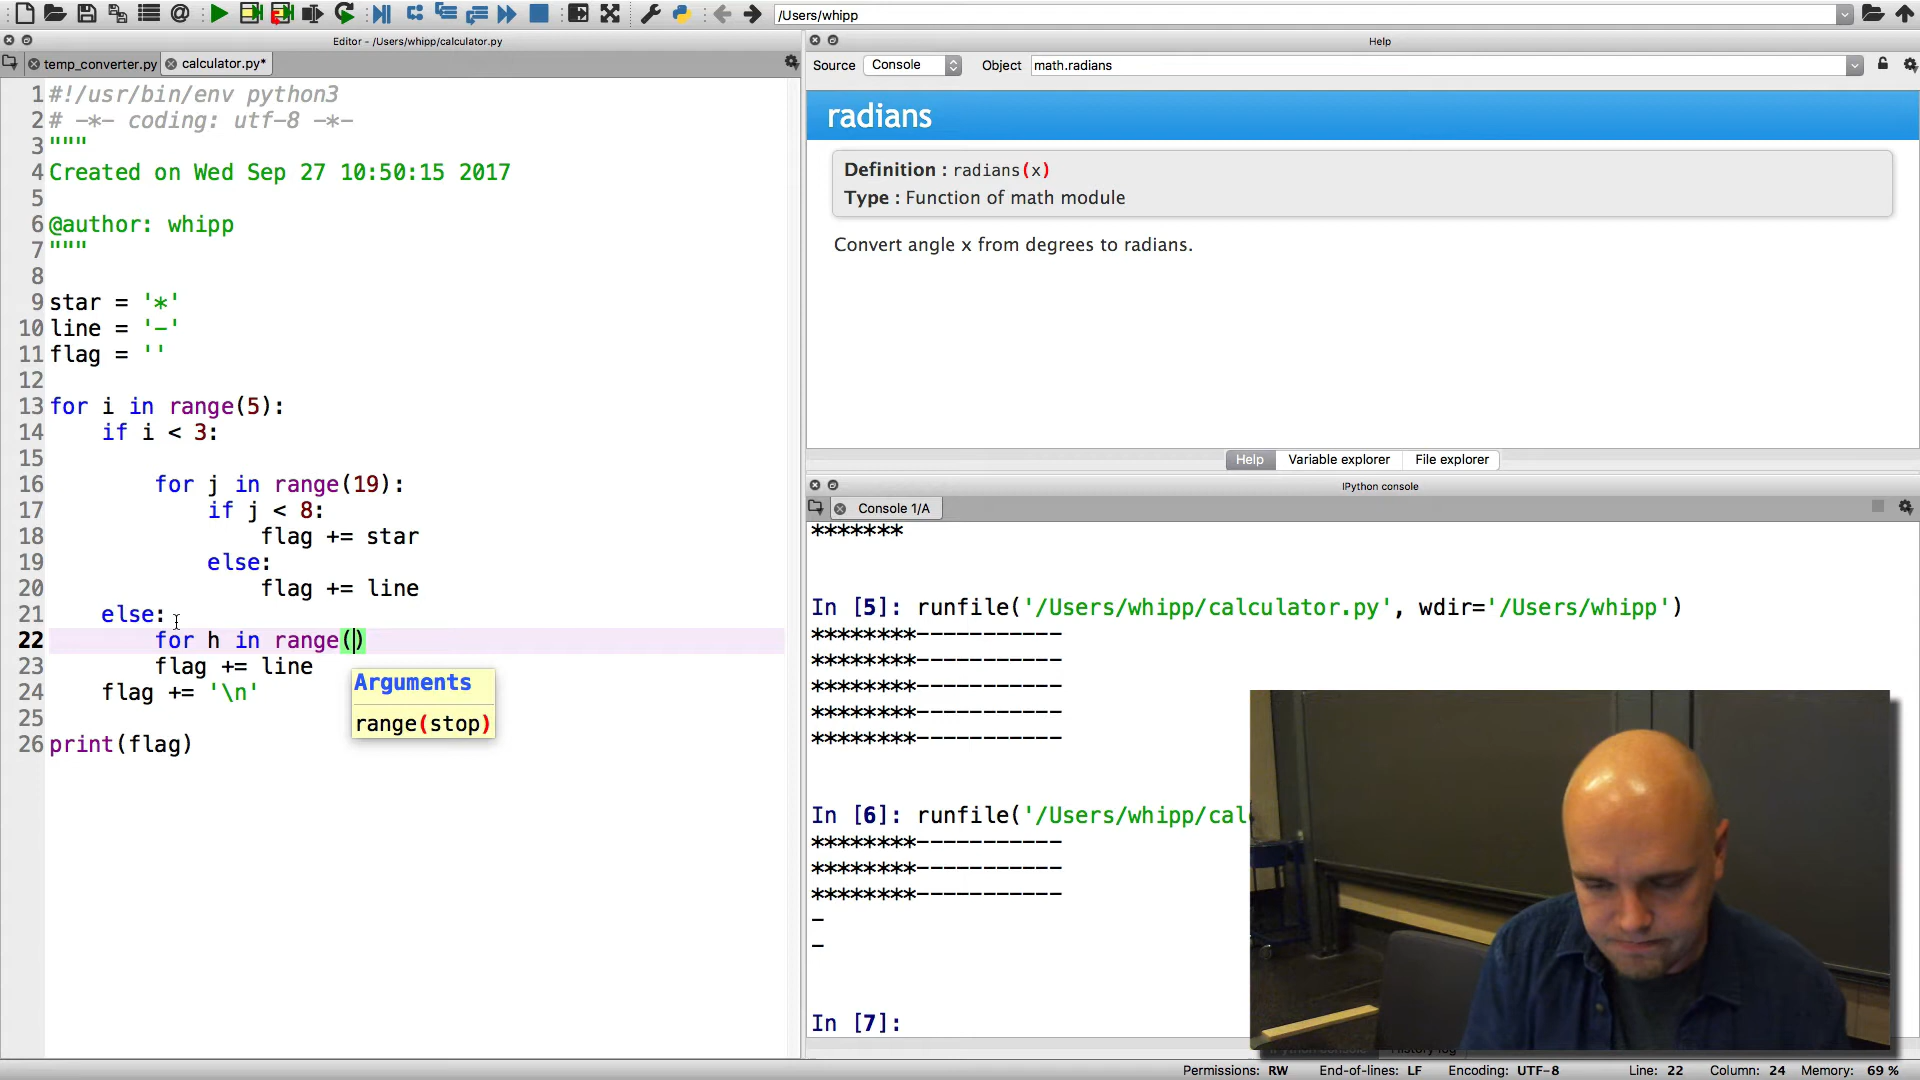 /Users/whipp
Editor - /Users/whipp/calculator.py
temp_converter.py
calculator.py*
1 #!/usr/bin/env python3
2 # -*- coding: utf-8 -*-
3 """
4 Created on Wed Sep 27 10:50:15 2017
5
6 @author: whipp
7 """
8
9 star = '*'
10 line = '-'
11 flag = ''
12
13 for i in range(5):
14     if i < 3:
15
16         for j in range(19):
17             if j < 8:
18                 flag += star
19             else:
20                 flag += line
21     else:
22         for h in range()
23         flag += line
24     flag += '\n'
25
26 print(flag)
Arguments
range(stop)
Help
Source Console Object math.radians
radians
Definition : radians(x)
Type : Function of math module
Convert angle x from degrees to radians.
Help Variable explorer File explorer
IPython console
Console 1/A
*******
In [5]: runfile('/Users/whipp/calculator.py', wdir='/Users/whipp')
********-----------
********-----------
********-----------
********-----------
********-----------
In [6]: runfile('/Users/whipp/cal
********-----------
********-----------
********-----------
-
-
In [7]:
Permissions: RW End-of-lines: LF Encoding: UTF-8 Line: 22 Column: 24 Memory: 69 %